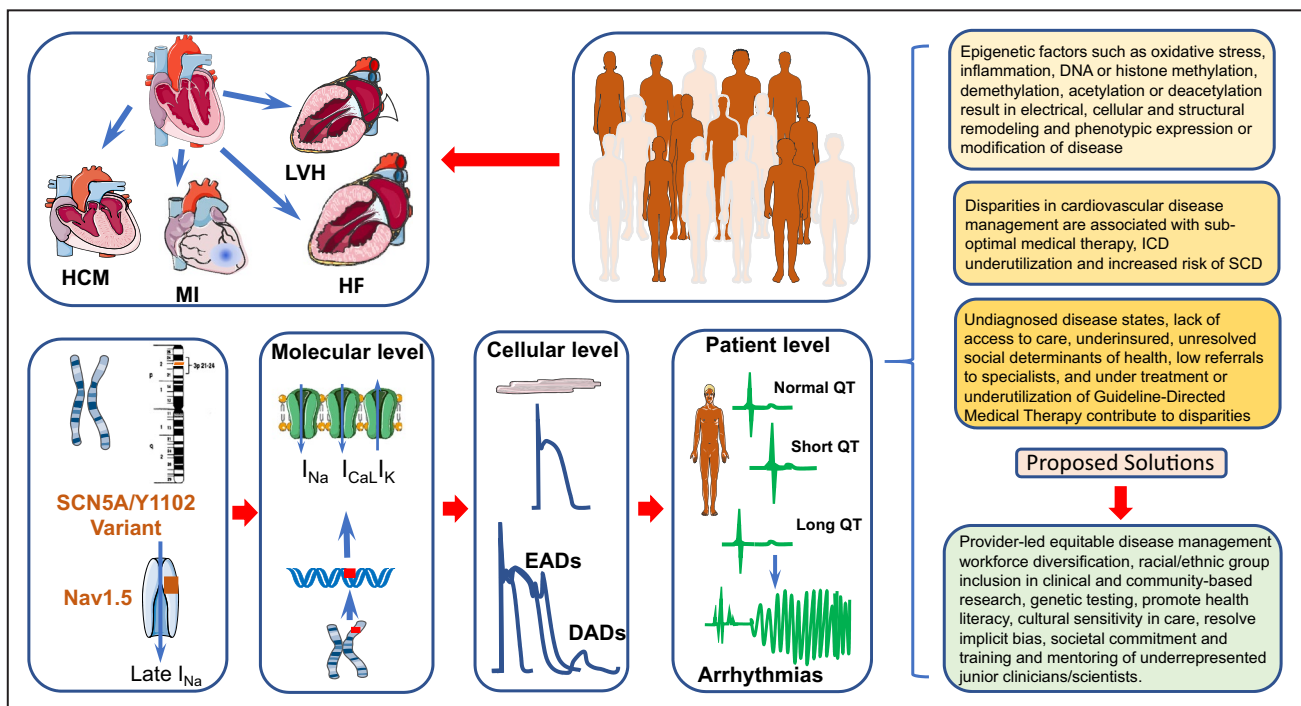 LVH
HCM
MI
HF
Epigenetic factors such as oxidative stress,
inflammation, DNA or histone methylation,
demethylation, acetylation or deacetylation
result in electrical, cellular and structural
remodeling and phenotypic expression or
modification of disease
Disparities in cardiovascular disease
management are associated with sub-
optimal medical therapy, ICD
underutilization and increased risk of SCD
Undiagnosed disease states, lack of
access to care, underinsured, unresolved
social determinants of health, low referrals
to specialists, and under treatment or
underutilization of Guideline-Directed
Medical Therapy contribute to disparities
Proposed Solutions
Provider-led equitable disease management
workforce diversification, racial/ethnic group
inclusion in clinical and community-based
research, genetic testing, promote health
literacy, cultural sensitivity in care, resolve
implicit bias, societal commitment and
training and mentoring of underrepresented
junior clinicians/scientists.
3p 21-24
p
q
SCN5A/Y1102
Variant
Nav1.5
Late INa
Molecular level
INa ICaL IK
Cellular level
EADs
DADs
Patient level
Normal QT
Short QT
Long QT
Arrhythmias